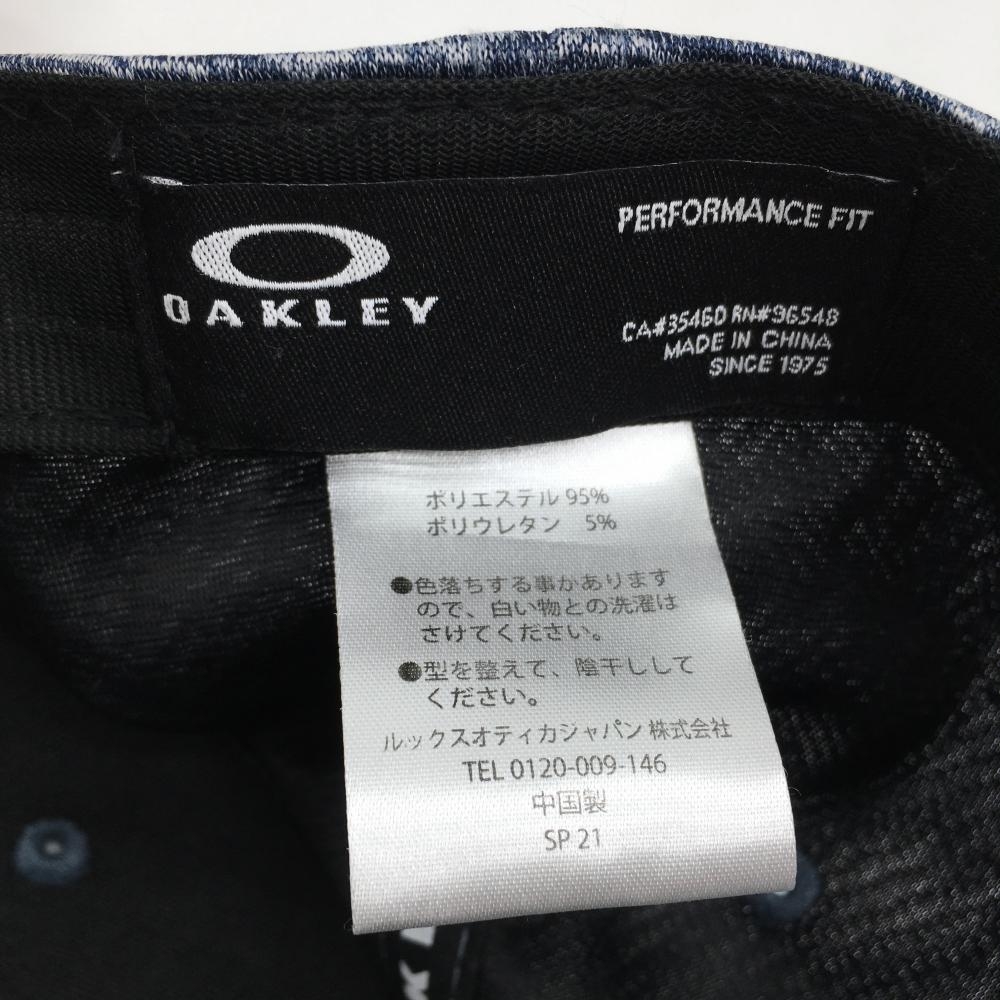 OAKLEY
PERFORMANCE FIT
CA#35460 RN#96548
MADE IN CHINA
SINCE 1975
ポリエステル 95%
ポリウレタン 5%
●色落ちする事があります
ので、白い物との洗濯は
さけてください。
●型を整えて、陰干しして
ください。
ルックスオティカジャパン株式会社
TEL 0120-009-146
中国製
SP 21